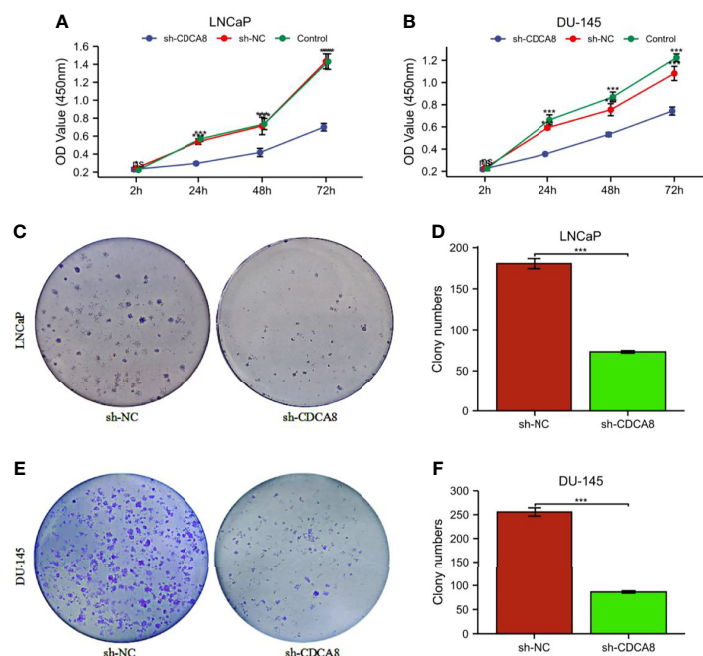 A
LNCaP
sh-CDCA8 sh-NC Control
OD Value (450nm)
1.6
1.4
1.2
1.0
0.8
0.6
0.4
0.2
ns
***
***
2h 24h 48h 72h
B
DU-145
sh-CDCA8 sh-NC Control
OD Value (450nm)
1.2
1.0
0.8
0.6
0.4
0.2
ns
***
***
***
2h 24h 48h 72h
C
LNCaP
sh-NC sh-CDCA8
D
LNCaP
Clony numbers
200
150
100
50
0
***
sh-NC sh-CDCA8
E
DU-145
sh-NC sh-CDCA8
F
DU-145
Clony numbers
300
250
200
150
100
50
0
***
sh-NC sh-CDCA8